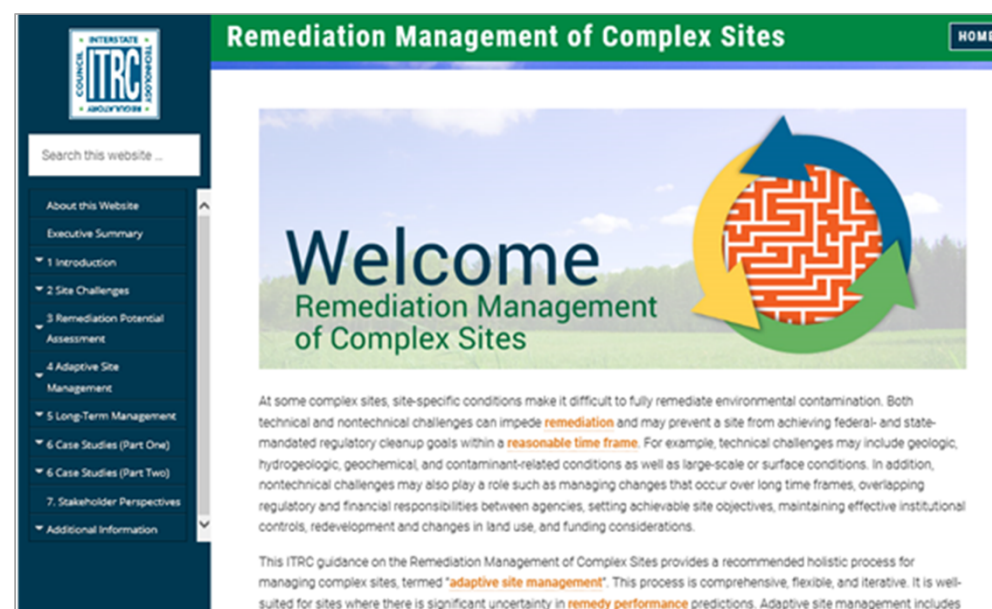 INTERSTATE
COUNCIL
ITRC
TECHNOLOGY
REGULATORY
Remediation Management of Complex Sites
HOME
Search this website ...
About this Website
Executive Summary
1 Introduction
2 Site Challenges
3 Remediation Potential
Assessment
4 Adaptive Site
Management
5 Long-Term Management
6 Case Studies (Part One)
6 Case Studies (Part Two)
7. Stakeholder Perspectives
Additional Information
Welcome
Remediation Management
of Complex Sites
At some complex sites, site-specific conditions make it difficult to fully remediate environmental contamination. Both
technical and nontechnical challenges can impede remediation and may prevent a site from achieving federal- and state-
mandated regulatory cleanup goals within a reasonable time frame. For example, technical challenges may include geologic,
hydrogeologic, geochemical, and contaminant-related conditions as well as large-scale or surface conditions. In addition,
nontechnical challenges may also play a role such as managing changes that occur over long time frames, overlapping
regulatory and financial responsibilities between agencies, setting achievable site objectives, maintaining effective institutional
controls, redevelopment and changes in land use, and funding considerations.
This ITRC guidance on the Remediation Management of Complex Sites provides a recommended holistic process for
managing complex sites, termed "adaptive site management". This process is comprehensive, flexible, and iterative. It is well-
suited for sites where there is significant uncertainty in remedy performance predictions. Adaptive site management includes